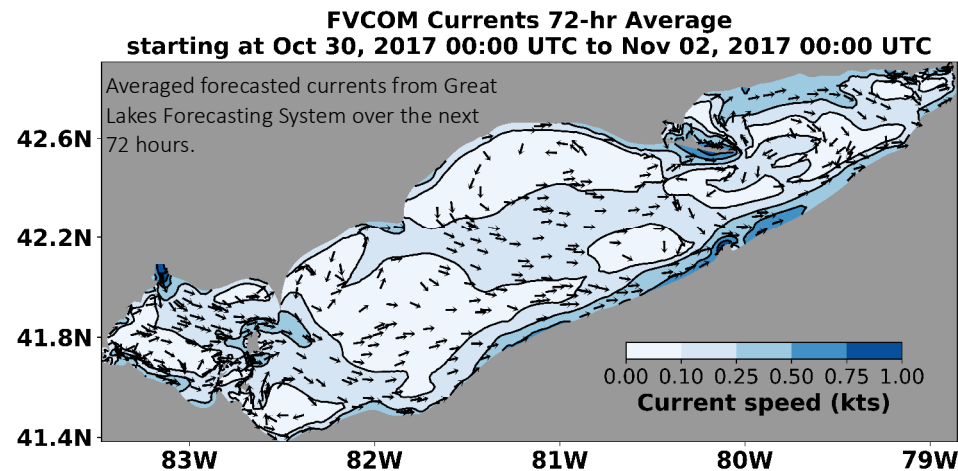 FVCOM Currents 72-hr Average
starting at Oct 30, 2017 00:00 UTC to Nov 02, 2017 00:00 UTC
Averaged forecasted currents from Great
Lakes Forecasting System over the next
72 hours.
42.6N
42.2N
41.8N
41.4N
0.00 0.10 0.25 0.50 0.75 1.00
Current speed (kts)
83W 82W 81W 80W 79W